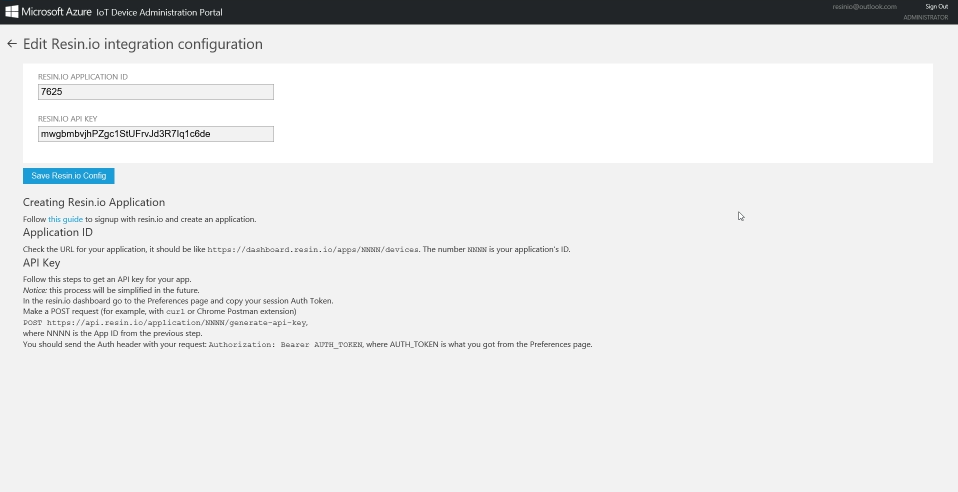 Microsoft Azure IoT Device Administration Portal
resinio@outlook.com
Sign Out
ADMINISTRATOR
Edit Resin.io integration configuration
RESIN.IO APPLICATION ID
7625
RESIN.IO API KEY
mwgbmbvjhPZgc1StUFrvJd3R7Iq1c6de
Save Resin.io Config
Creating Resin.io Application
Follow this guide to signup with resin.io and create an application.
Application ID
Check the URL for your application, it should be like https://dashboard.resin.io/apps/NNNN/devices. The number NNNN is your application's ID.
API Key
Follow this steps to get an API key for your app.
Notice: this process will be simplified in the future.
In the resin.io dashboard go to the Preferences page and copy your session Auth Token.
Make a POST request (for example, with curl or Chrome Postman extension)
POST https://api.resin.io/application/NNNN/generate-api-key,
where NNNN is the App ID from the previous step.
You should send the Auth header with your request: Authorization: Bearer AUTH_TOKEN, where AUTH_TOKEN is what you got from the Preferences page.